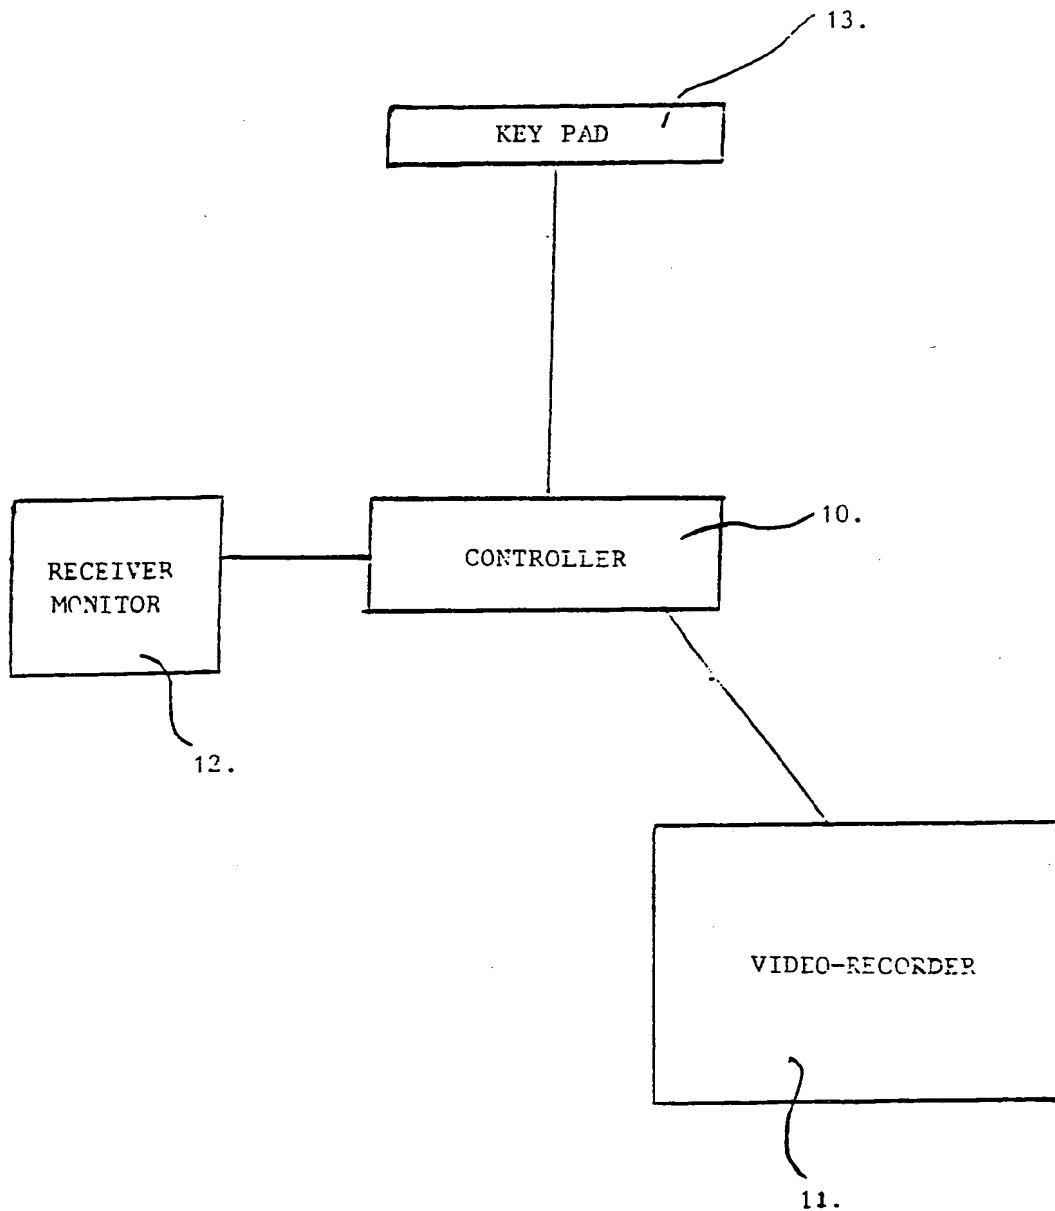 13.
KEY PAD
10.
CONTROLLER
RECEIVER
MONITOR
12.
VIDEO-RECORDER
11.